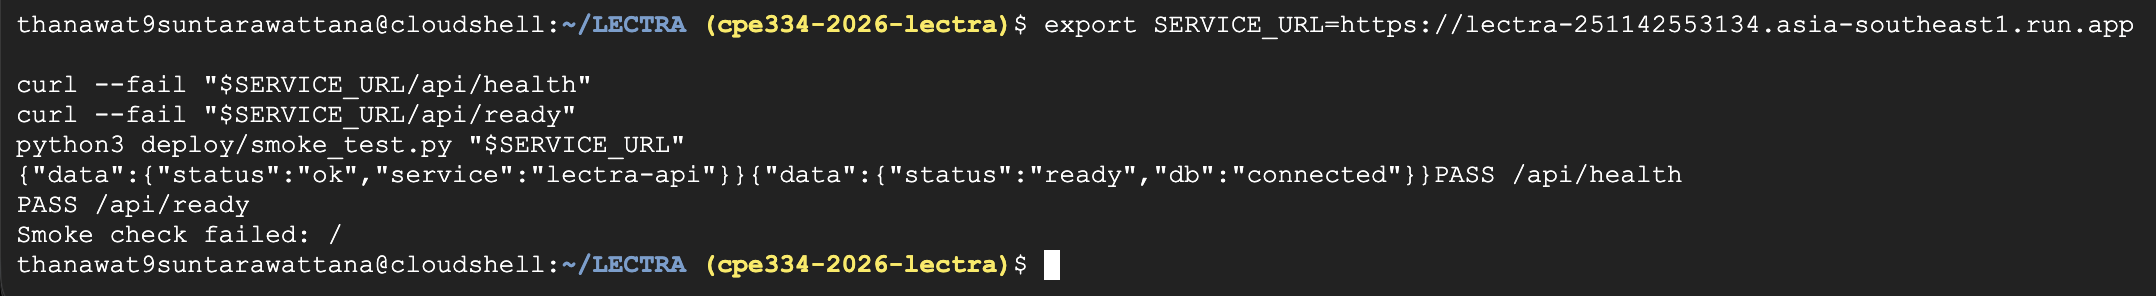 thanawat9suntarawattana@cloudshell:~/LECTRA (cpe334-2026-lectra)$ export SERVICE_URL=https://lectra-251142553134.asia-southeast1.run.app
curl --fail "$SERVICE_URL/api/health"
curl --fail "$SERVICE_URL/api/ready"
python3 deploy/smoke_test.py "$SERVICE_URL"
{"data":{"status":"ok","service":"lectra-api"}}{"data":{"status":"ready","db":"connected"}}PASS /api/health
PASS /api/ready
Smoke check failed: /
thanawat9suntarawattana@cloudshell:~/LECTRA (cpe334-2026-lectra)$